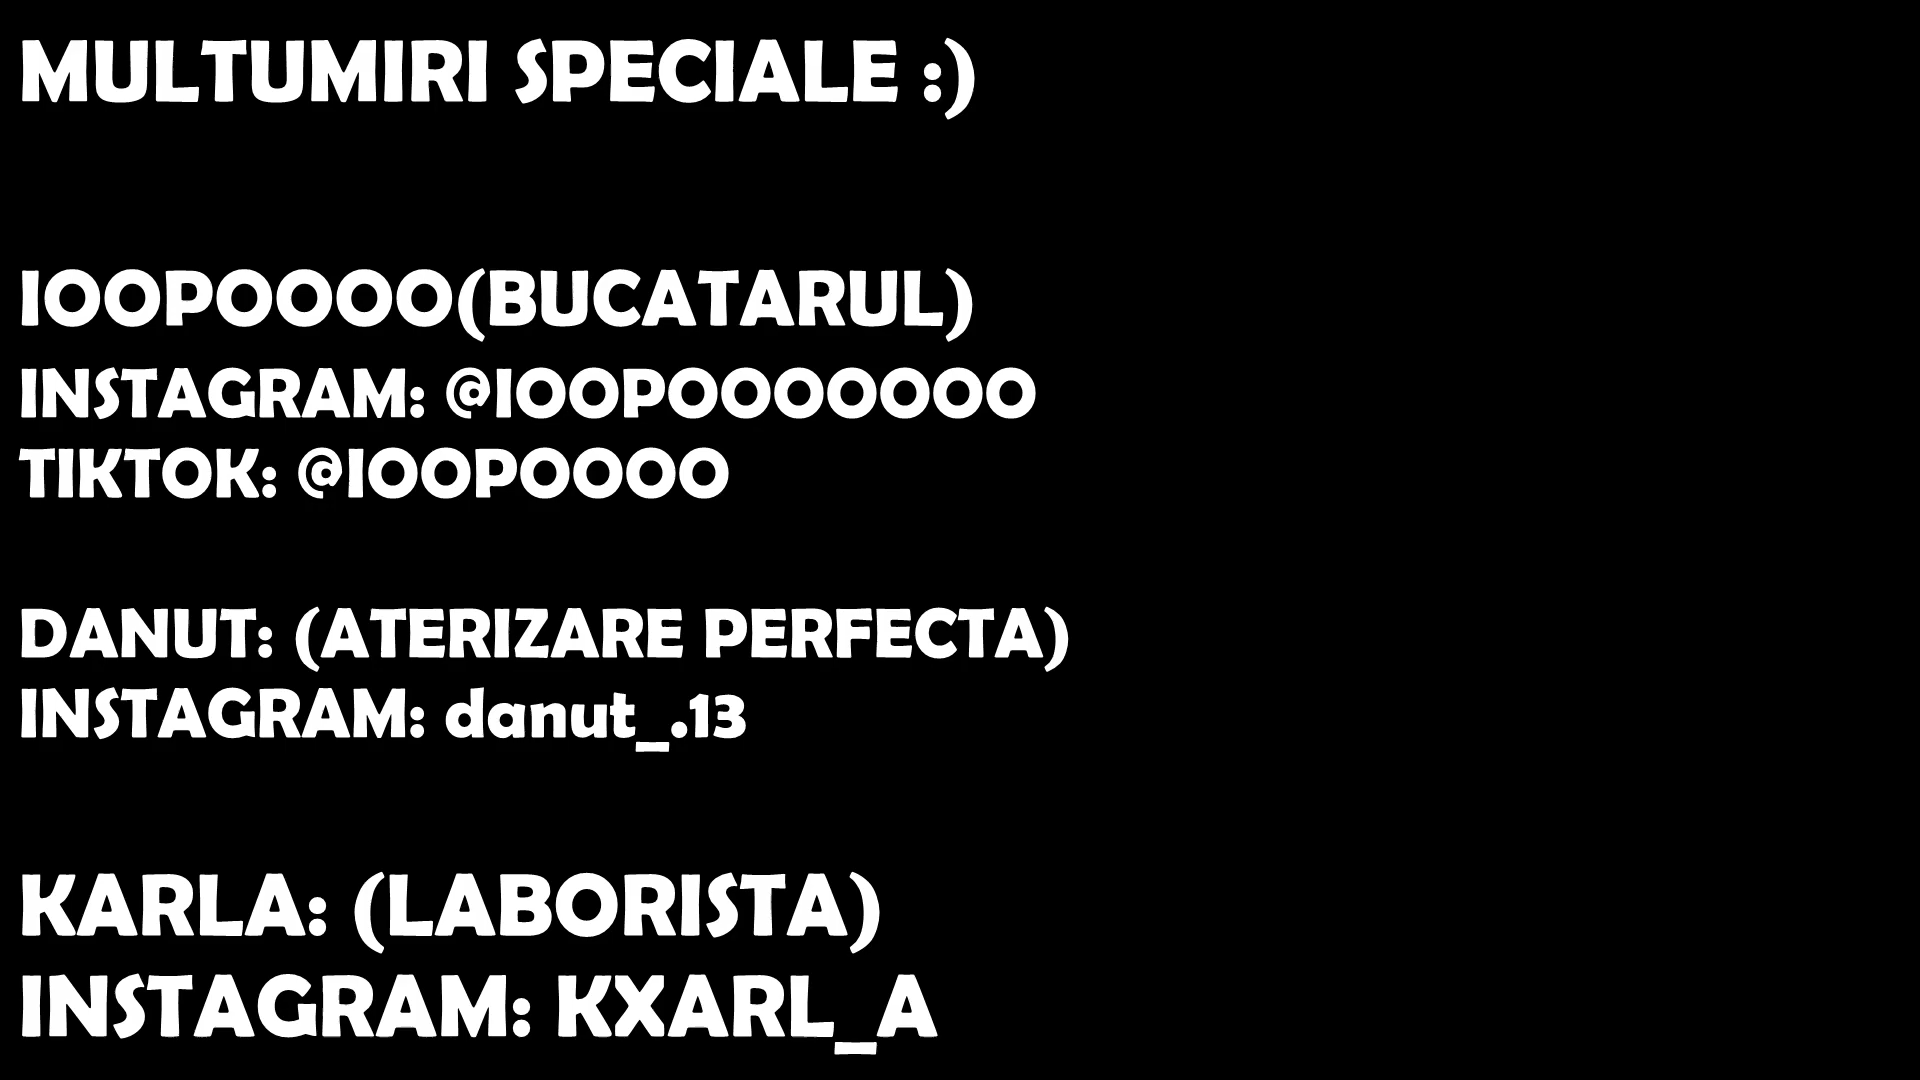 MULTUMIRI SPECIALE :)
IOOPOOOO(BUCATARUL)
INSTAGRAM: @IOOPOOOOOOO
TIKTOK: @IOOPOOOO
DANUT: (ATERIZARE PERFECTA)
INSTAGRAM: danut_.13
KARLA: (LABORISTA)
INSTAGRAM: KXARL_A